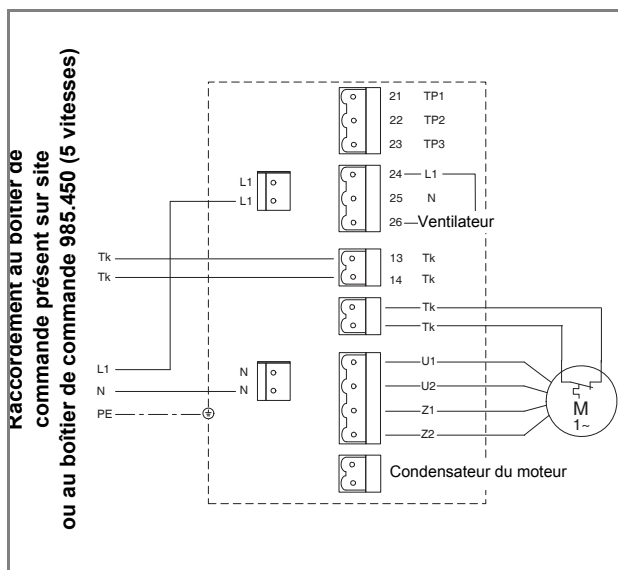 Raccordement au boîtier de
commande présent sur site
ou au boîtier de commande 985.450 (5 vitesses)
21 TP1
22 TP2
23 TP3
L1
L1
24 L1
25 N
26 Ventilateur
Tk 13 Tk
Tk 14 Tk
Tk
Tk
L1
N
PE
N
N
U1
U2
Z1
Z2
M
1~
Condensateur du moteur